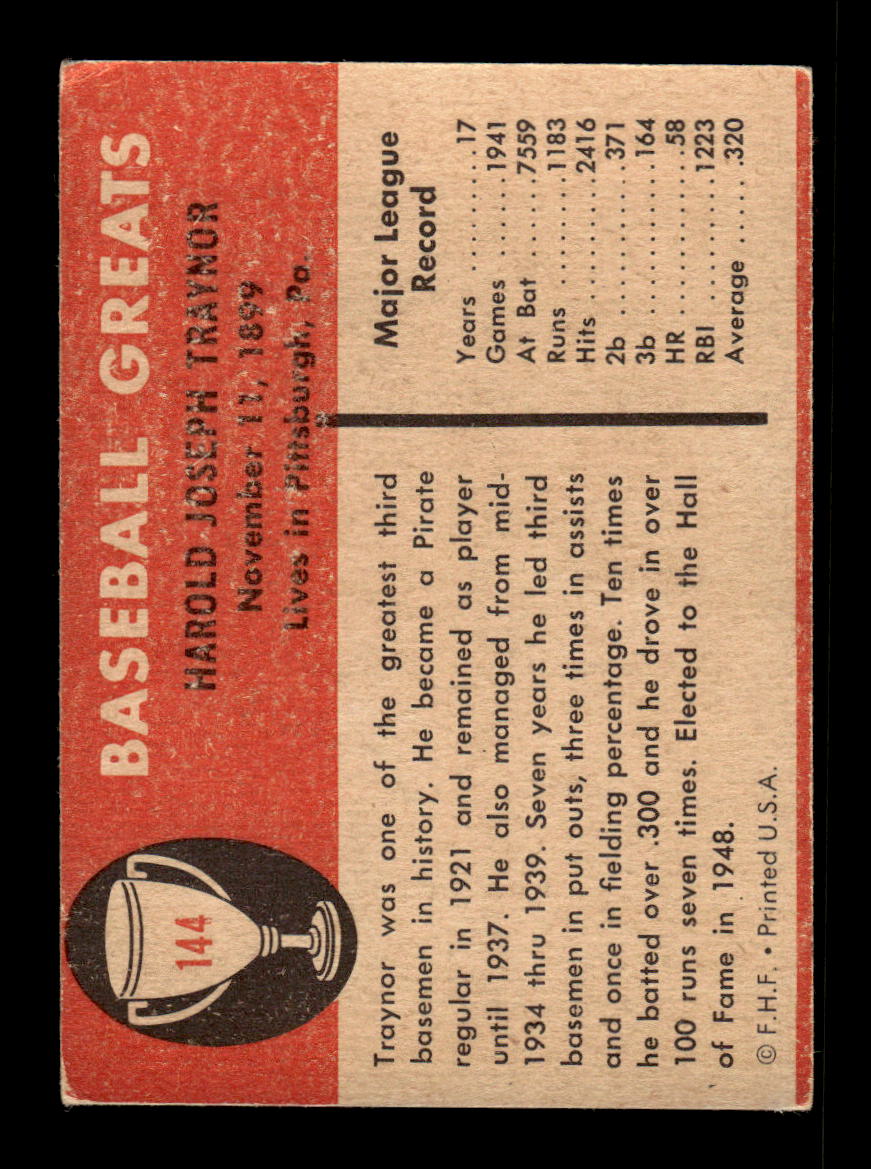 BASEBALL GREATS
144
HAROLD JOSEPH TRAYNOR
November 11, 1899
Lives in Pittsburgh, Pa.
Traynor was one of the greatest third
basemen in history. He became a Pirate
regular in 1921 and remained as player
until 1937. He also managed from mid-
1934 thru 1939. Seven years he led third
basemen in put outs, three times in assists
and once in fielding percentage. Ten times
he batted over .300 and he drove in over
100 runs seven times. Elected to the Hall
of Fame in 1948.
© F.H.F. • Printed U.S.A.
Major League
Record
Years .........17
Games ......1941
At Bat ......7559
Runs ........1183
Hits .........2416
2b ...........371
3b ...........164
HR ...........58
RBI .........1223
Average ......320